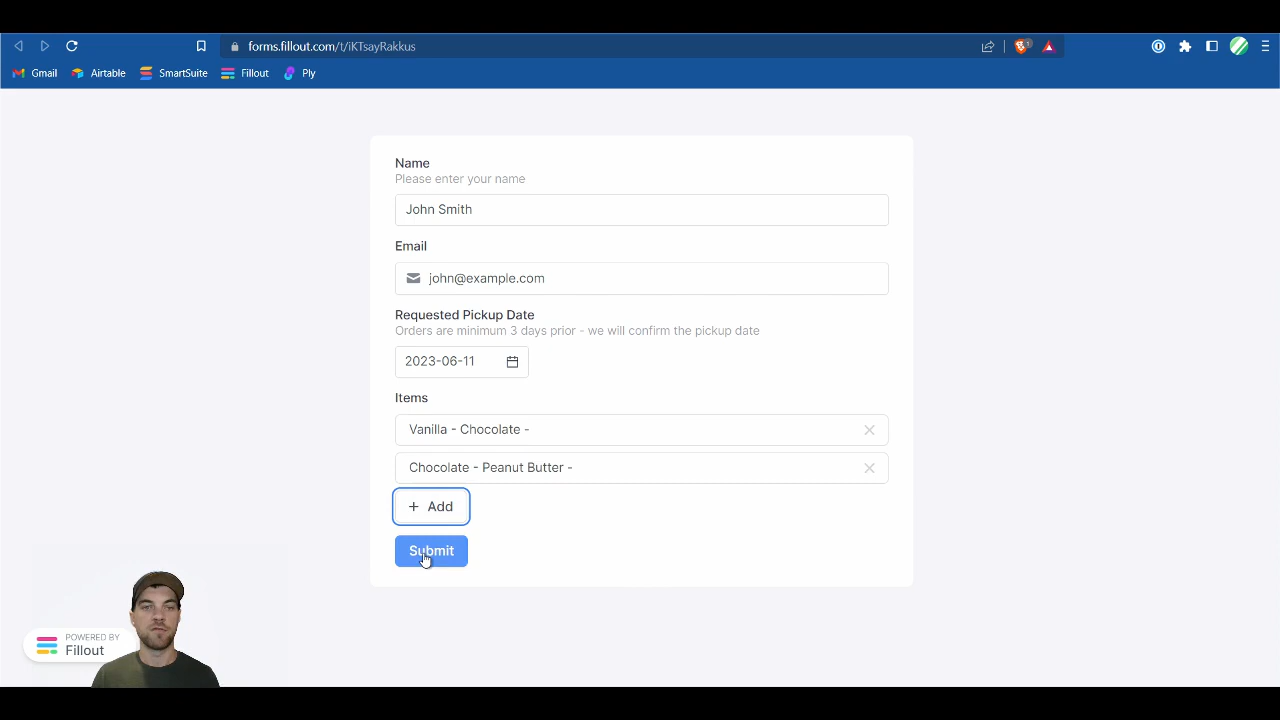 forms.fillout.com/t/iKTsayRakkus
1
Gmail Airtable SmartSuite Fillout Ply
Name
Please enter your name
John Smith
Email
john@example.com
Requested Pickup Date
Orders are minimum 3 days prior - we will confirm the pickup date
2023-06-11
Items
Vanilla - Chocolate -
Chocolate - Peanut Butter -
+ Add
Submit
POWERED BY
Fillout